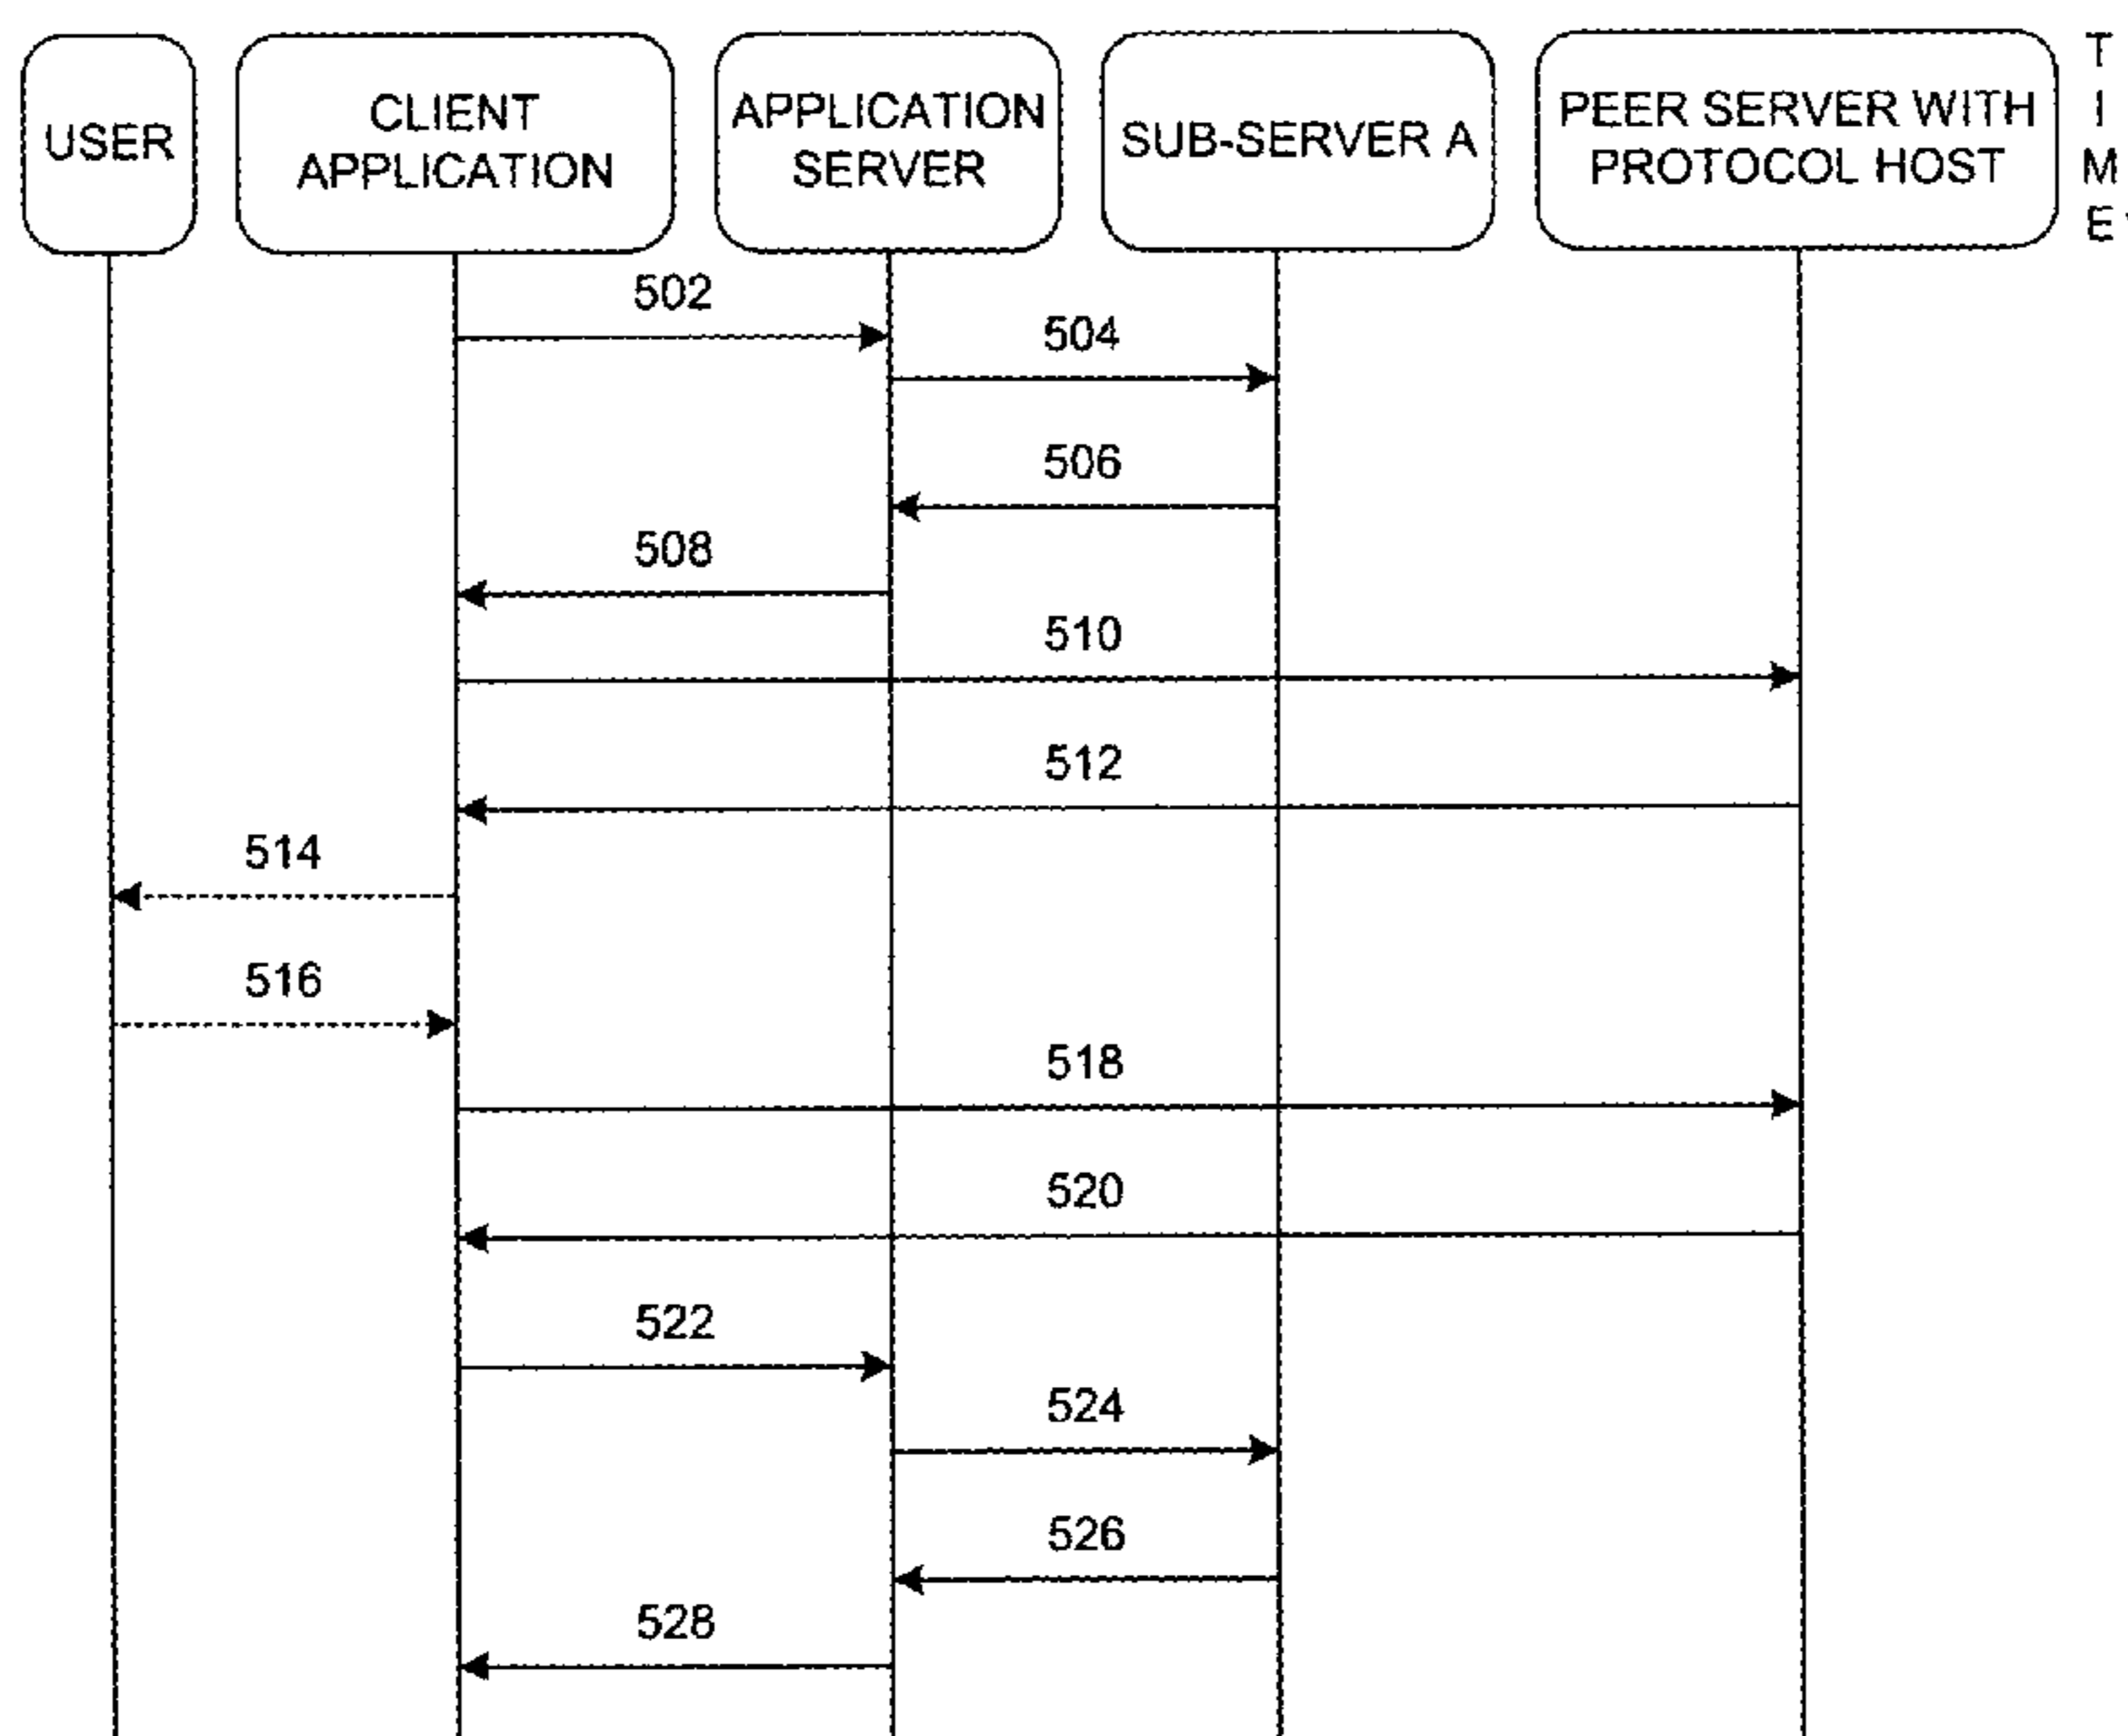 USER
CLIENT
APPLICATION
APPLICATION
SERVER
SUB-SERVER A
PEER SERVER WITH
PROTOCOL HOST
T
I
M
E
502
504
506
508
510
512
514
516
518
520
522
524
526
528